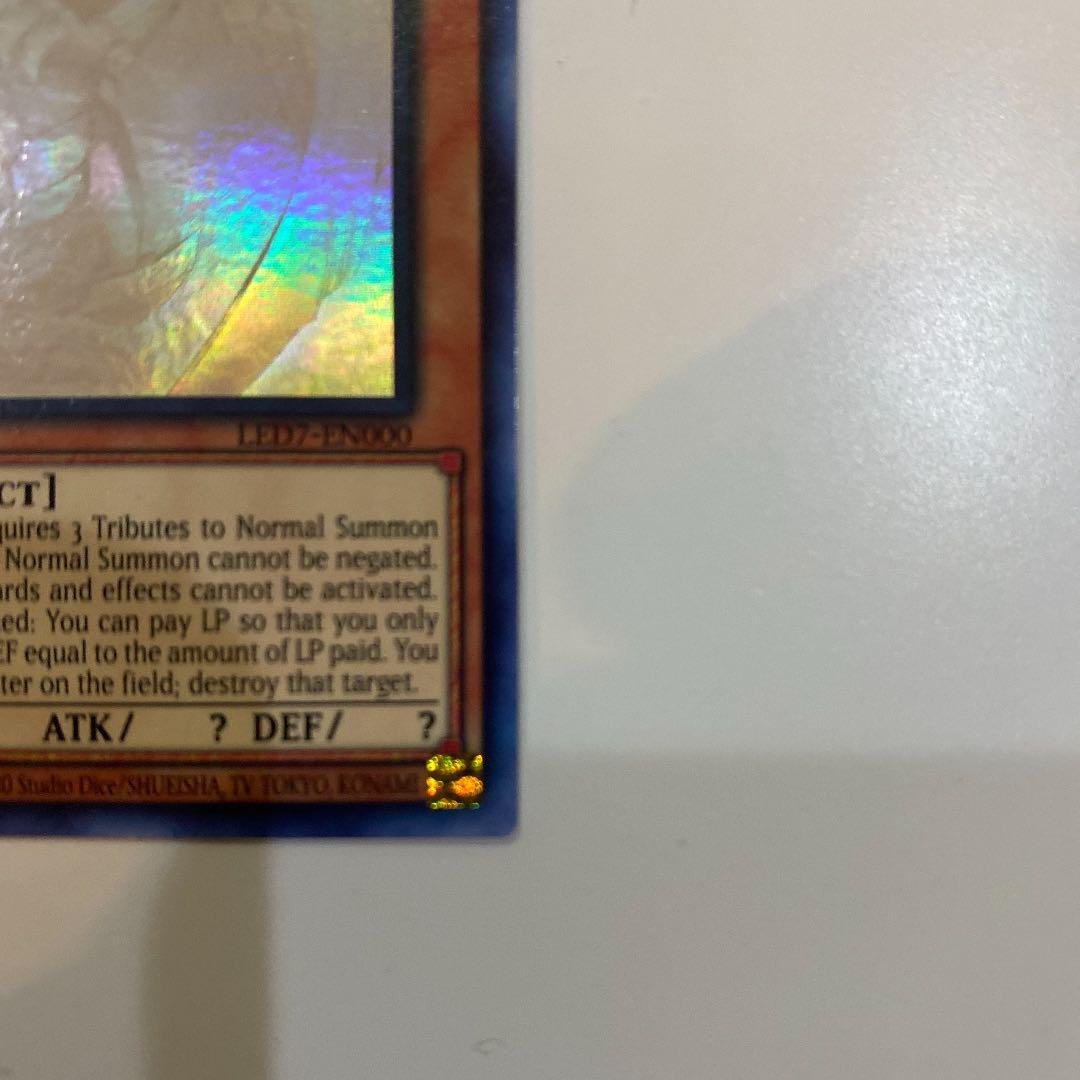 LED7-EN000
CT]
quires 3 Tributes to Normal Summon
Normal Summon cannot be negated.
rds and effects cannot be activated.
ed: You can pay LP so that you only
EF equal to the amount of LP paid. You
ter on the field; destroy that target.
ATK/ ? DEF/ ?
0 Studio Dice/SHUEISHA, TV TOKYO, KONAMI